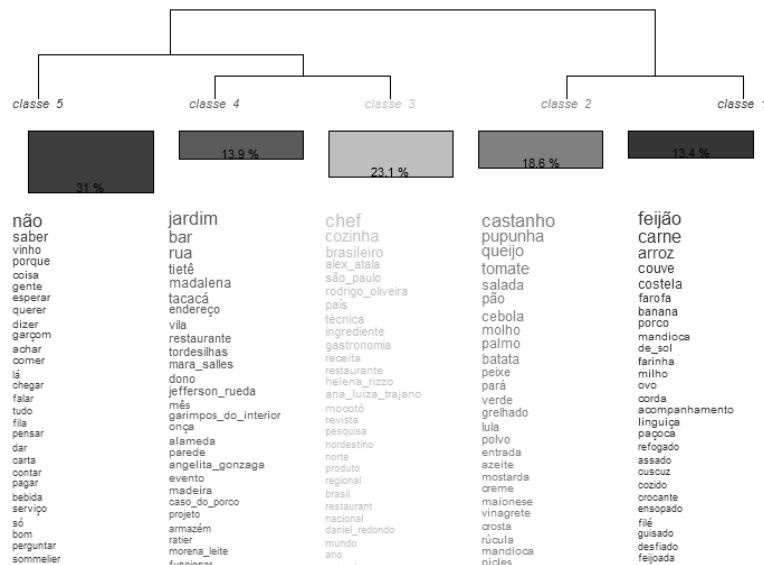 classe 5
classe 4
classe 3
classe 2
classe
31 %
13.9 %
23.1 %
18.6 %
13.4 %
não
saber
vinho
porque
coisa
gente
esperar
querer
dizer
garçom
achar
comer
lá
chegar
falar
tudo
fila
pensar
dar
carta
contar
pagar
bebida
serviço
só
bom
perguntar
sommelier
jardim
bar
rua
tietê
madalena
tacacá
endereço
vila
restaurante
tordesilhas
mara_salles
dono
jefferson_rueda
mês
garimpos_do_interior
onça
alameda
parede
angelita_gonzaga
evento
madeira
caso_do_porco
projeto
armazém
ratier
morena_leite
funcionar
chef
cozinha
brasileiro
alex_atala
são_paulo
rodrigo_oliveira
país
técnica
ingrediente
gastronomia
receita
restaurante
helena_rizzo
ana_luiza_trajano
mocotó
revista
pesquisa
nordestino
norte
produto
regional
brasil
restaurant
nacional
daniel_redondo
mundo
ano
castanho
pupunha
queijo
tomate
salada
pão
cebola
molho
palmo
batata
peixe
pará
verde
grelhado
lula
polvo
entrada
azeite
mostarda
creme
maionese
vinagrete
crosta
rúcula
mandioca
picles
feijão
carne
arroz
couve
costela
farofa
banana
porco
mandioca
de_sol
farinha
milho
ovo
corda
acompanhamento
linguiça
paçoca
refogado
assado
cuscuz
cozido
crocante
ensopado
filé
guisado
desfiado
feijoada